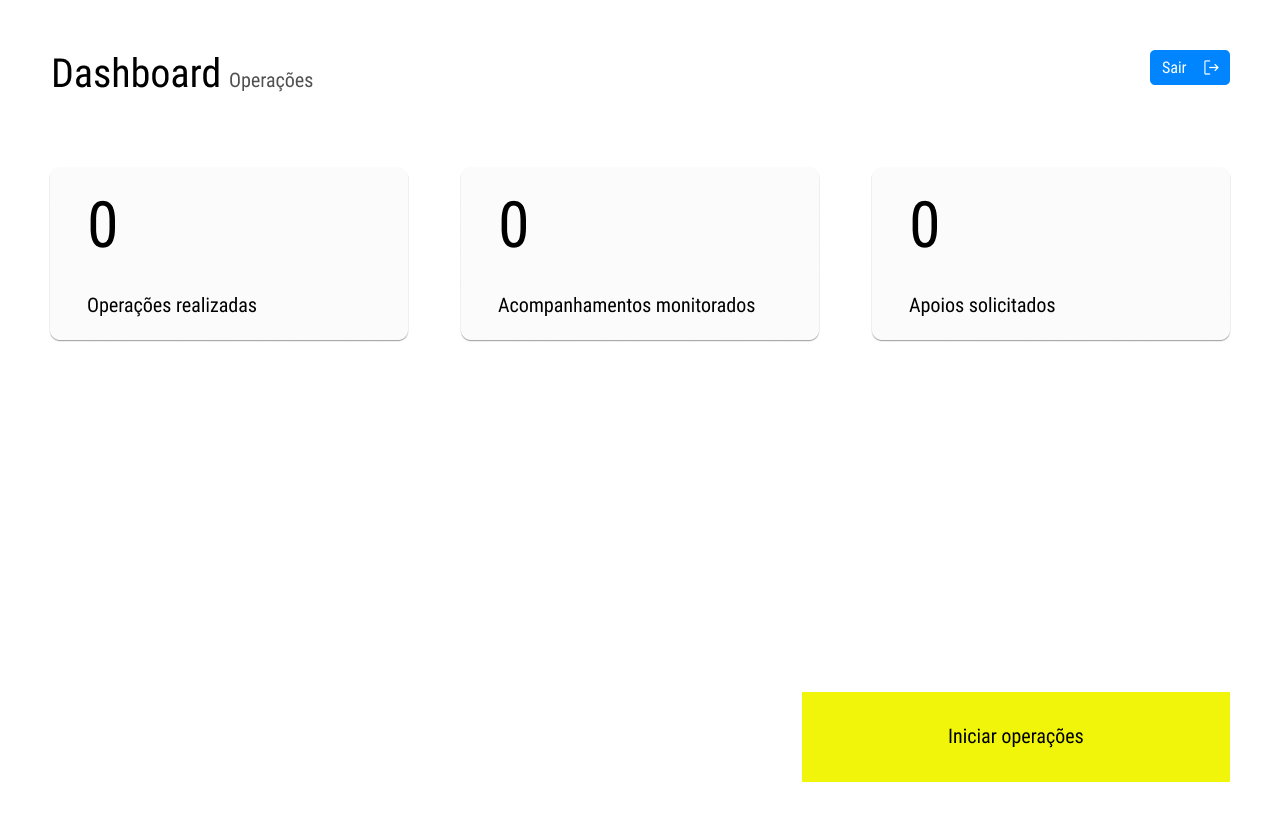 Dashboard Operações
Sair
0
Operações realizadas
0
Acompanhamentos monitorados
0
Apoios solicitados
Iniciar operações